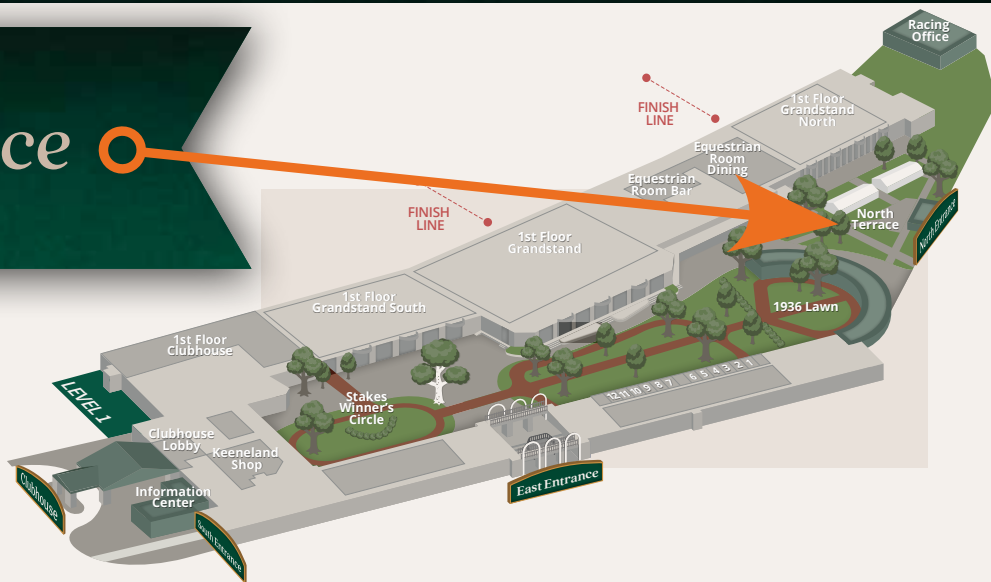 Racing
Office
1st Floor
Grandstand
North
FINISH
LINE
Equestrian
Room
Dining
Equestrian
Room Bar
ce
North
Terrace
North Entrance
FINISH
LINE
1st Floor
Grandstand
1st Floor
Grandstand South
1936 Lawn
1st Floor
Clubhouse
12 11 10 9 8 7 6 5 4 3 2 1
LEVEL 1
Stakes
Winner's
Circle
Clubhouse
Lobby
Keeneland
Shop
Clubhouse
Information
Center
East Entrance
South Entrance